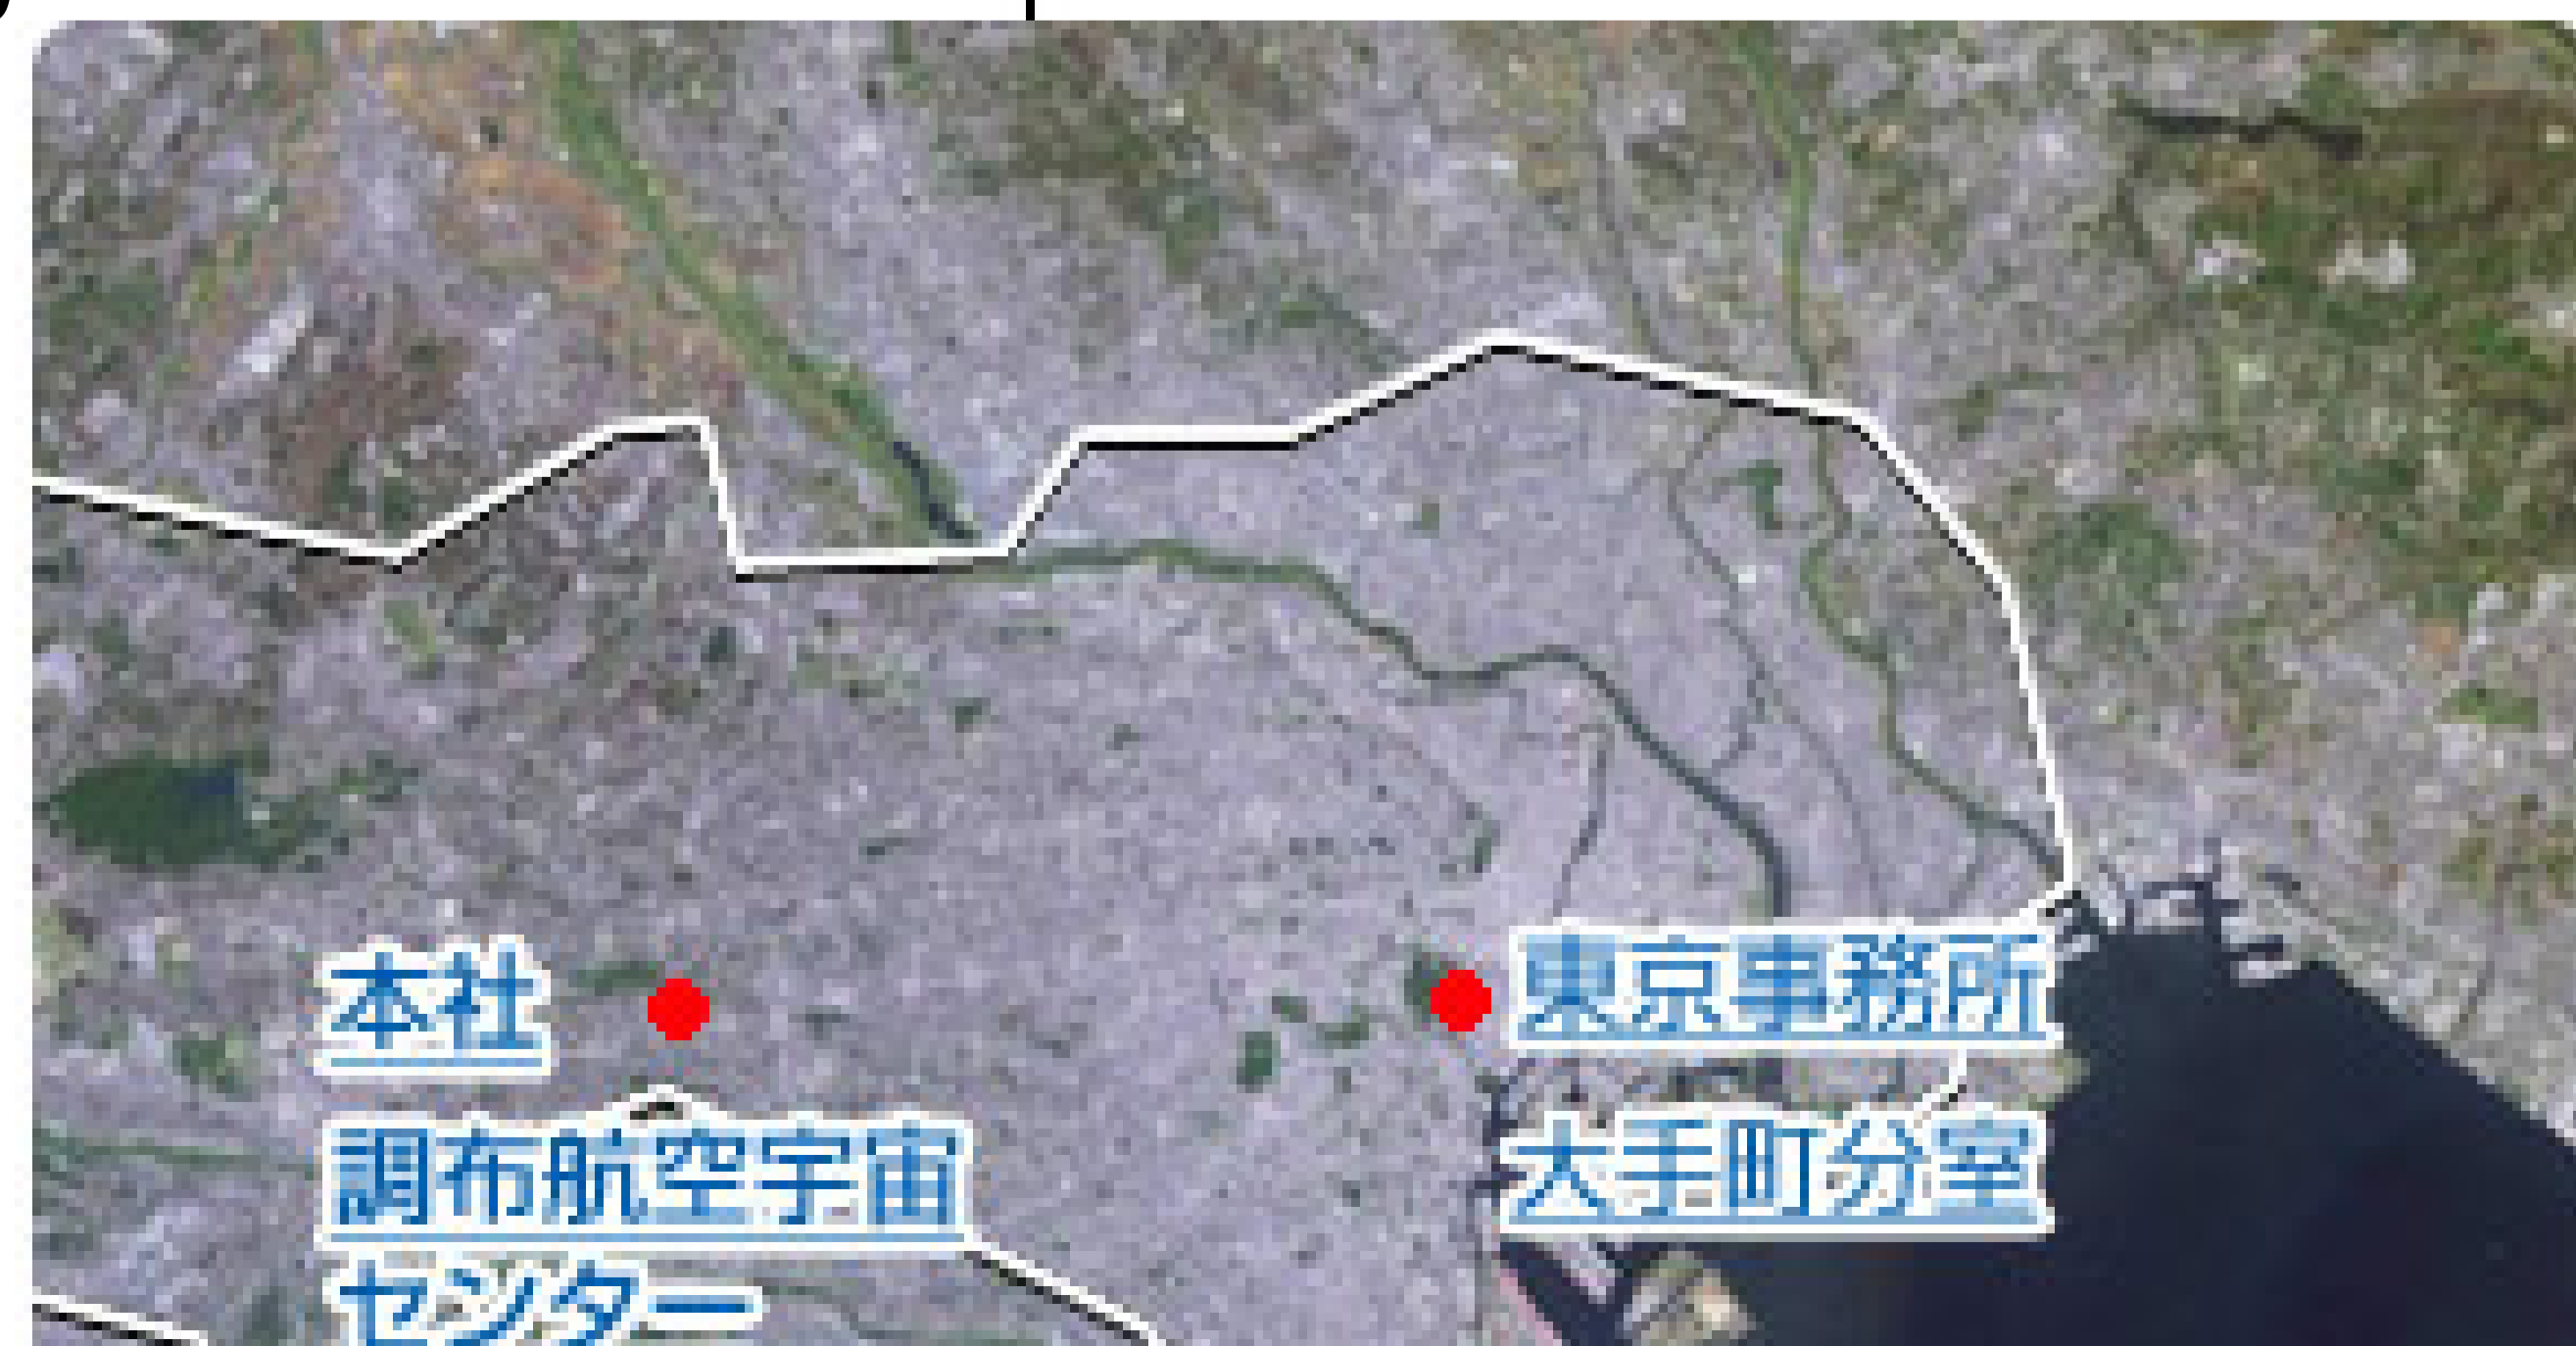 本社
調布航空宇宙
センター
東京事務所
大手町分室